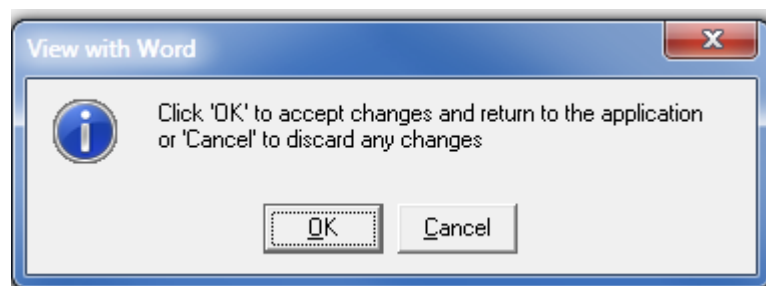 View with Word
Click 'OK' to accept changes and return to the application
or 'Cancel' to discard any changes
OK
Cancel